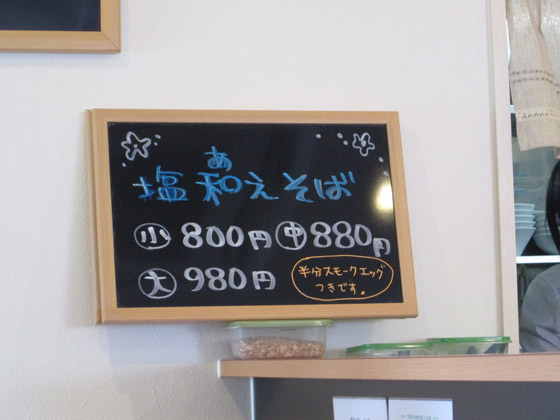 あ
塩和えそば
小 800円 中 880円
大 980円
半分スモークエッグ
つきです!